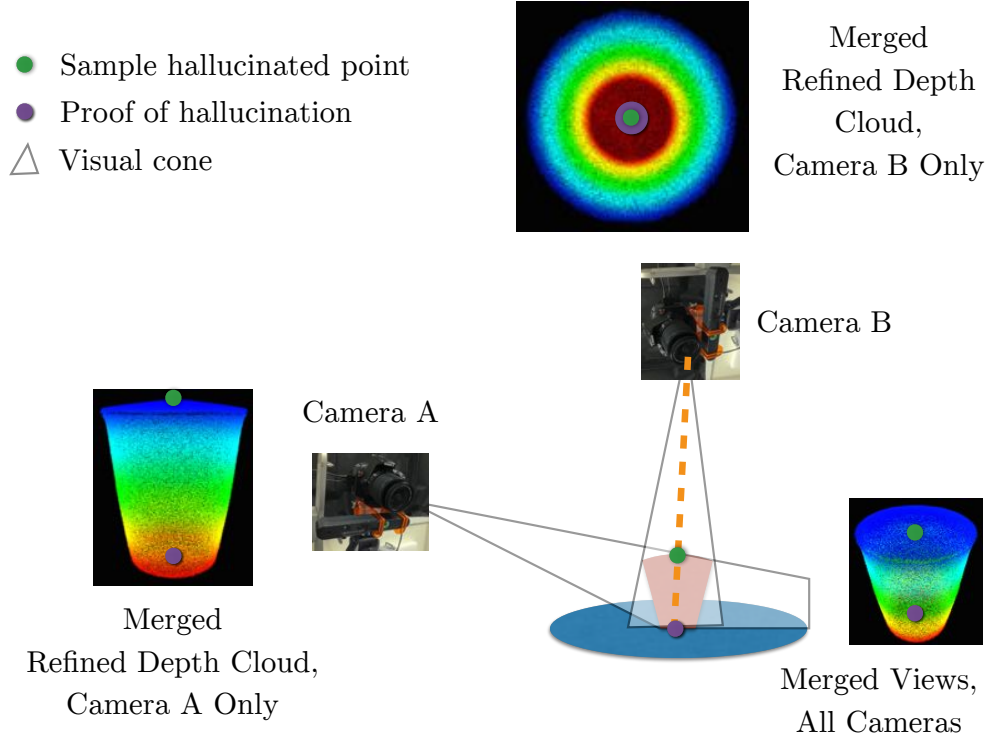 Sample hallucinated point
Proof of hallucination
Visual cone
Merged
Refined Depth
Cloud,
Camera B Only
Camera B
Camera A
Merged
Refined Depth Cloud,
Camera A Only
Merged Views,
All Cameras